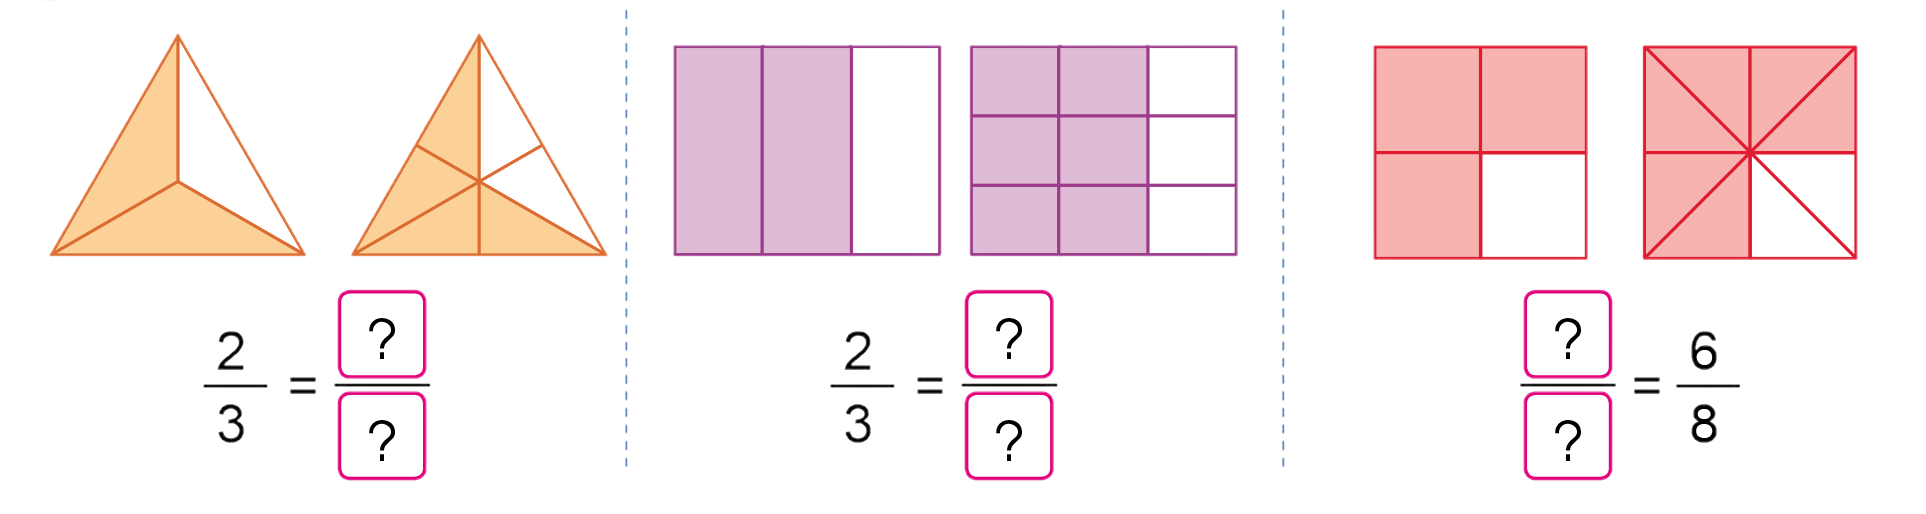 2/3 = ?/?
2/3 = ?/?
?/? = 6/8